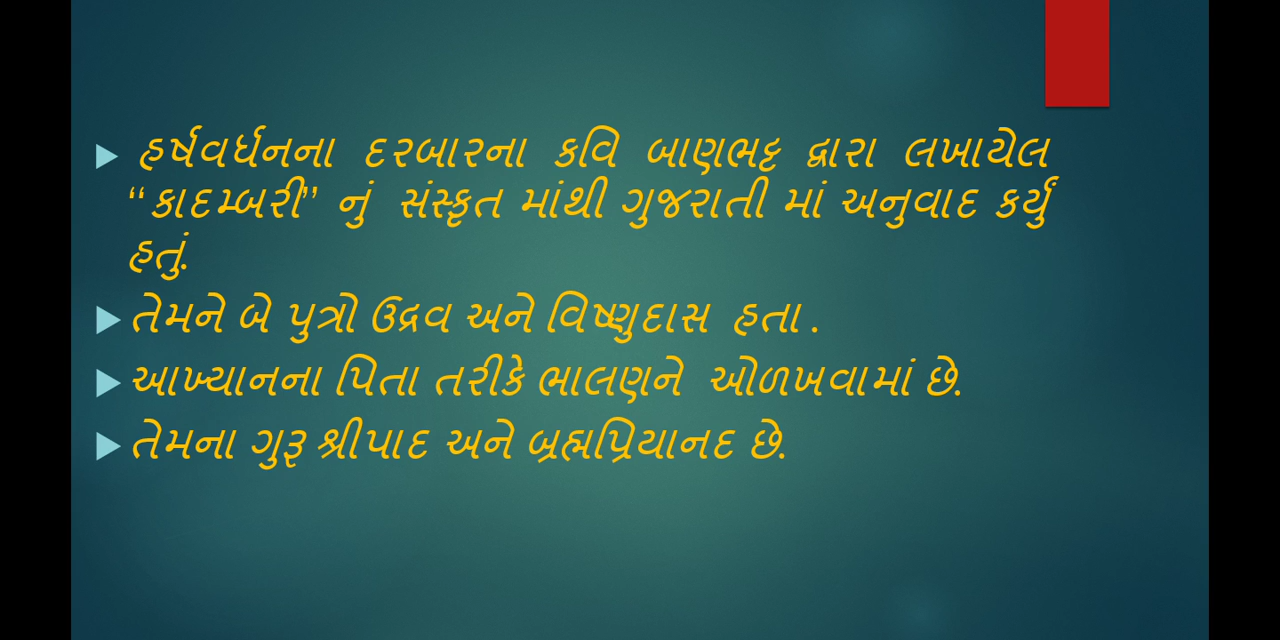 હર્ષવર્ધનના દરબારના કવિ બાણભટ્ટ દ્વારા લખાયેલ
“કાદમ્બરી” નું સંસ્કૃત માંથી ગુજરાતી માં અનુવાદ કર્યું
હતું.
તેમને બે પુત્રો ઉદ્રવ અને વિષ્ણુદાસ હતા .
આખ્યાનના પિતા તરીકે ભાલણને ઓળખવામાં છે.
તેમના ગુરૂ શ્રીપાદ અને બ્રહ્મપ્રિયાનદ છે.